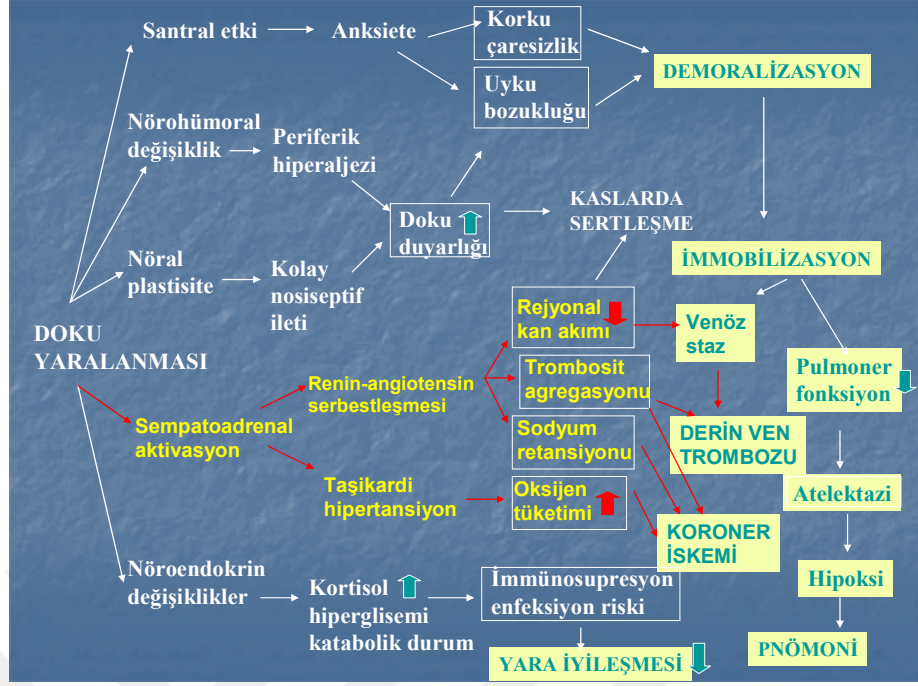 Santral etki
Anksiete
Korku
çaresizlik
DEMORALİZASYON
Uyku
bozukluğu
Nörohümoral
değişiklik
Periferik
hiperaljezi
Doku
duyarlığı
KASLARDA
SERTLEŞME
İMMOBİLİZASYON
Nöral
plastisite
Kolay
nosiseptif
ileti
DOKU
YARALANMASI
Rejyonal
kan akımı
Venöz
staz
Pulmoner
fonksiyon
Renin-angiotensin
serbestleşmesi
Trombosit
agregasyonu
Sempatoadrenal
aktivasyon
Sodyum
retansiyonu
DERİN VEN
TROMBOZU
Taşikardi
hipertansiyon
Oksijen
tüketimi
Atelektazi
KORONER
İSKEMİ
Nöroendokrin
değişiklikler
Kortisol
hiperglisemi
katabolik durum
İmmünosupresyon
enfeksiyon riski
Hipoksi
YARA İYİLEŞMESİ
PNÖMONİ